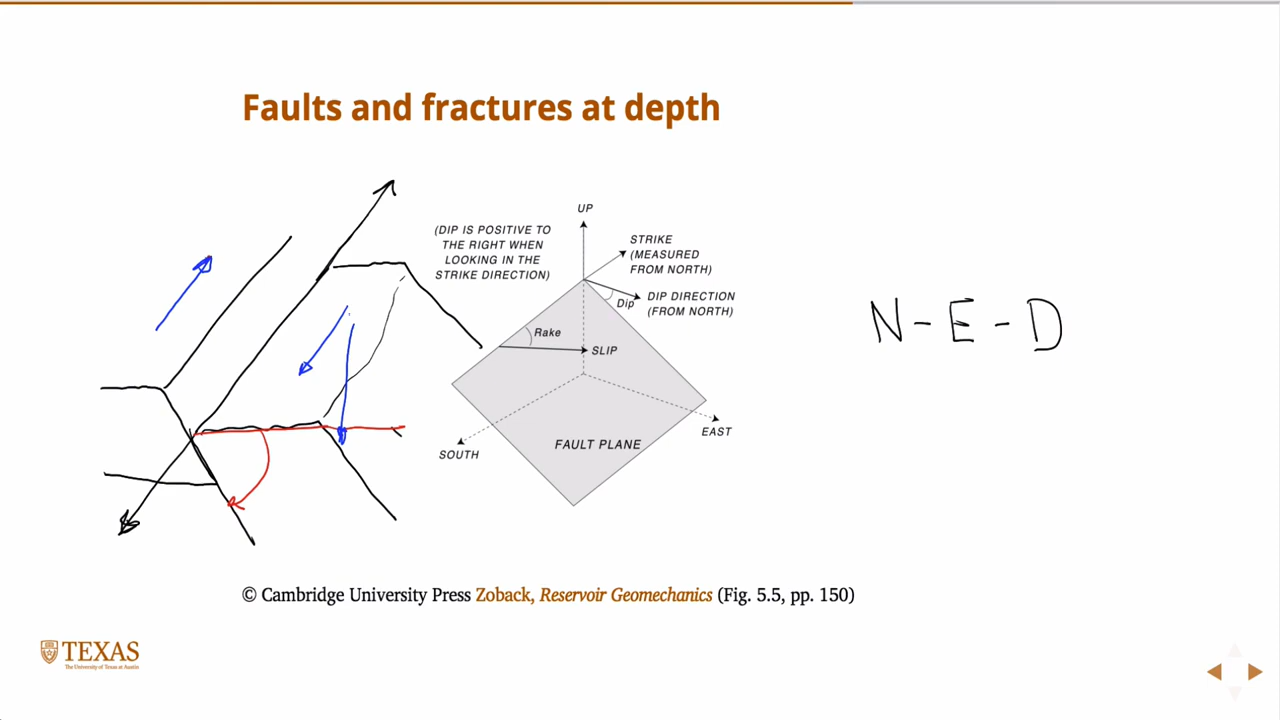 Faults and fractures at depth
UP
(DIP IS POSITIVE TO
THE RIGHT WHEN
LOOKING IN THE
STRIKE DIRECTION)
STRIKE
(MEASURED
FROM NORTH)
Dip
DIP DIRECTION
(FROM NORTH)
Rake
SLIP
N-E-D
EAST
FAULT PLANE
SOUTH
© Cambridge University Press Zoback, Reservoir Geomechanics (Fig. 5.5, pp. 150)
TEXAS
The University of Texas at Austin